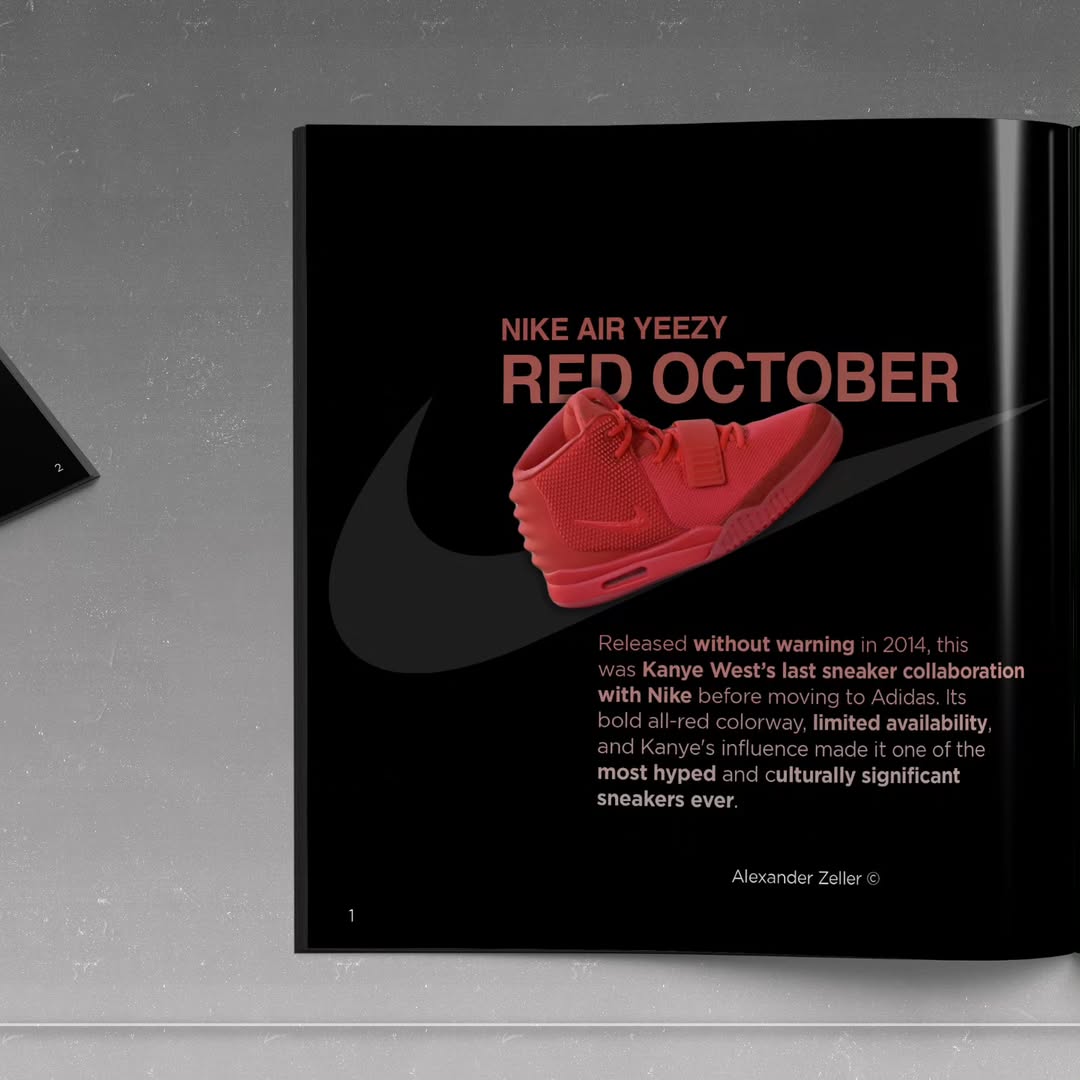 NIKE AIR YEEZY
RED OCTOBER
Released without warning in 2014, this
was Kanye West’s last sneaker collaboration
with Nike before moving to Adidas. Its
bold all-red colorway, limited availability,
and Kanye's influence made it one of the
most hyped and culturally significant
sneakers ever.
Alexander Zeller ©
1
2